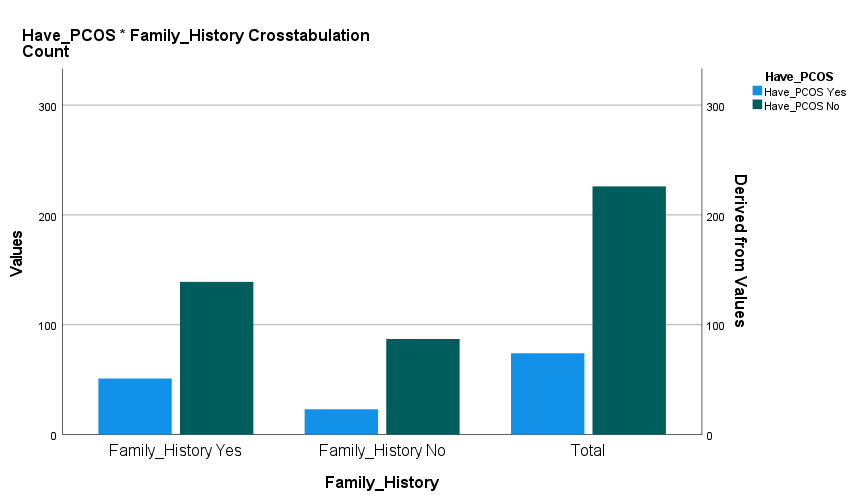 Have_PCOS * Family_History Crosstabulation
Count
Have_PCOS
Have_PCOS Yes
Have_PCOS No
Values
300
200
100
0
300
200
100
0
Derived from Values
Family_History Yes
Family_History No
Total
Family_History